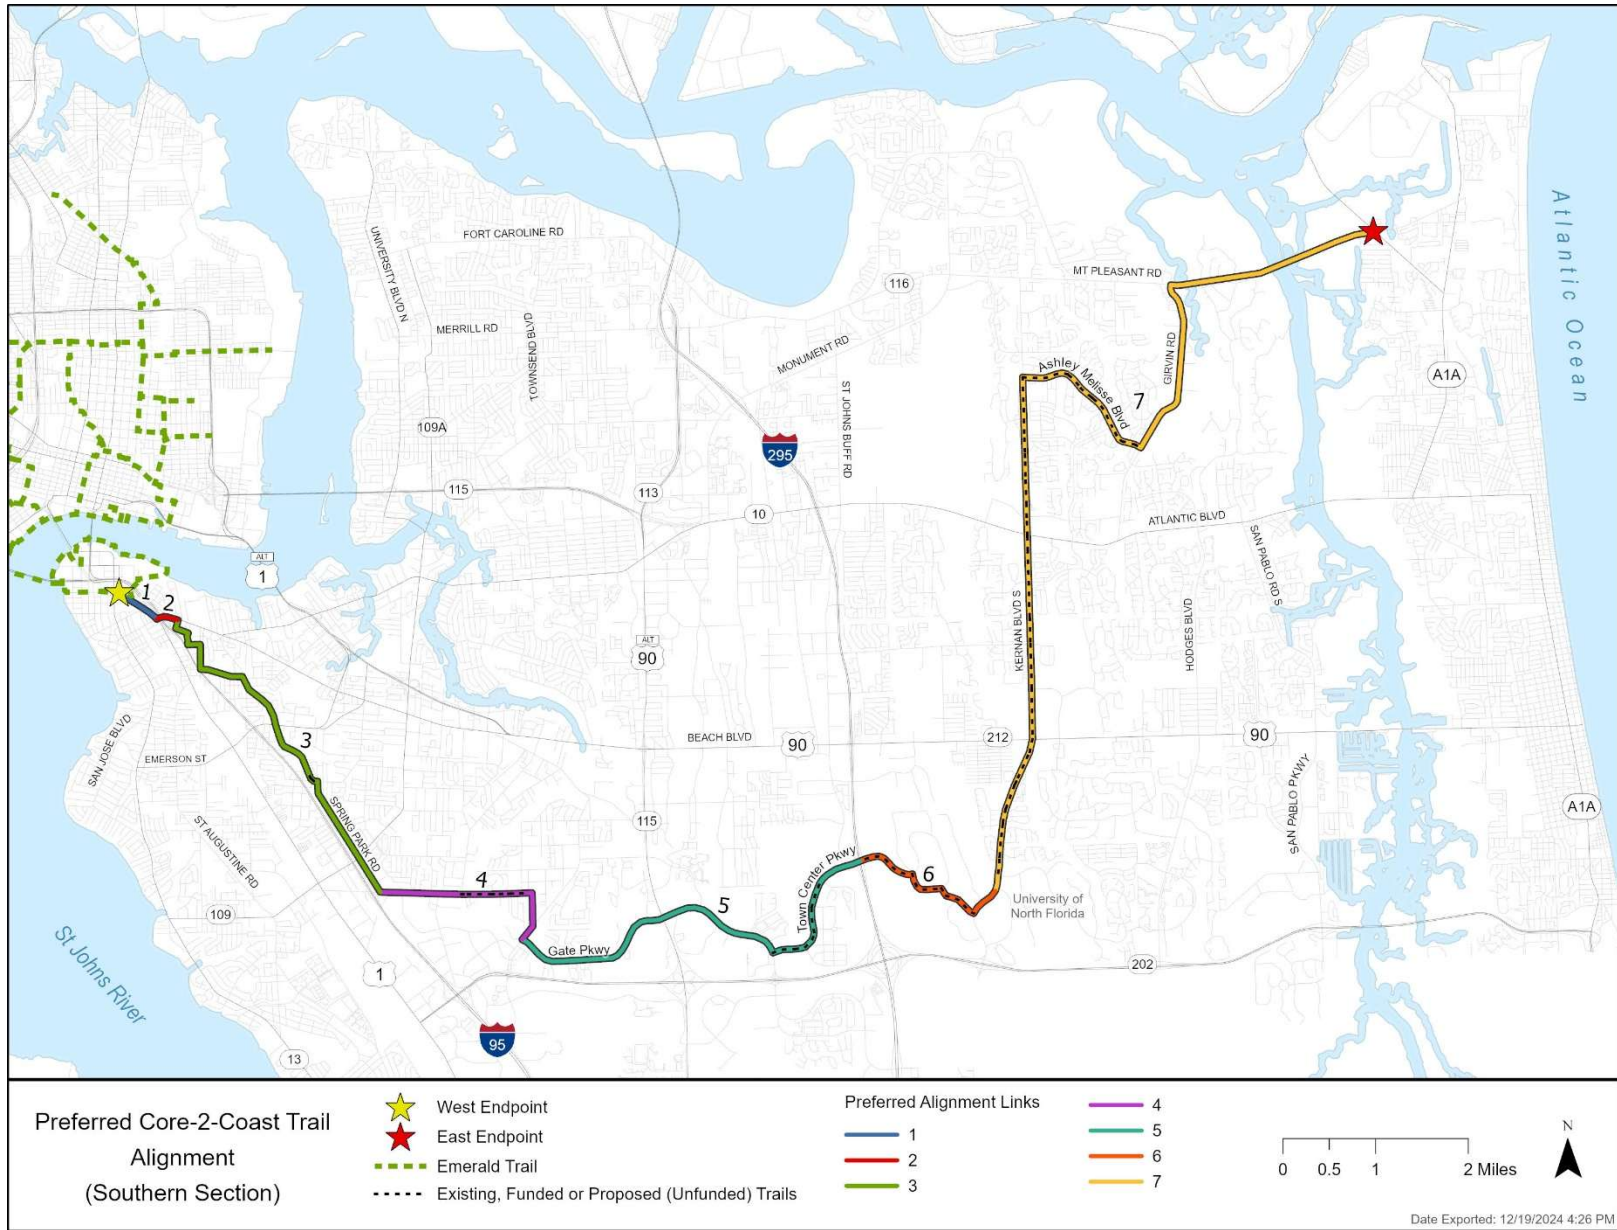 Atlantic Ocean
FORT CAROLINE RD
UNIVERSITY BLVD N
MT PLEASANT RD
116
MERRILL RD
TOWNSEND BLVD
MONUMENT RD
GIRVIN RD
Ashley Melisse Blvd
A1A
7
ST JOHNS BUFF RD
109A
295
115
113
10
ATLANTIC BLVD
SAN PABLO RD S
ALT
1
1
2
KERNAN BLVD S
HODGES BLVD
ALT
90
SAN JOSE BLVD
EMERSON ST
3
BEACH BLVD
90
212
90
SAN PABLO PKWY
A1A
SPRING PARK RD
ST AUGUSTINE RD
115
Town Center Pkwy
4
6
5
109
University of
North Florida
Gate Pkwy
St Johns River
1
202
95
13
Preferred Core-2-Coast Trail
Alignment
(Southern Section)
West Endpoint
East Endpoint
Emerald Trail
Existing, Funded or Proposed (Unfunded) Trails
Preferred Alignment Links
1
2
3
4
5
6
7
0 0.5 1 2 Miles
N
Date Exported: 12/19/2024 4:26 PM